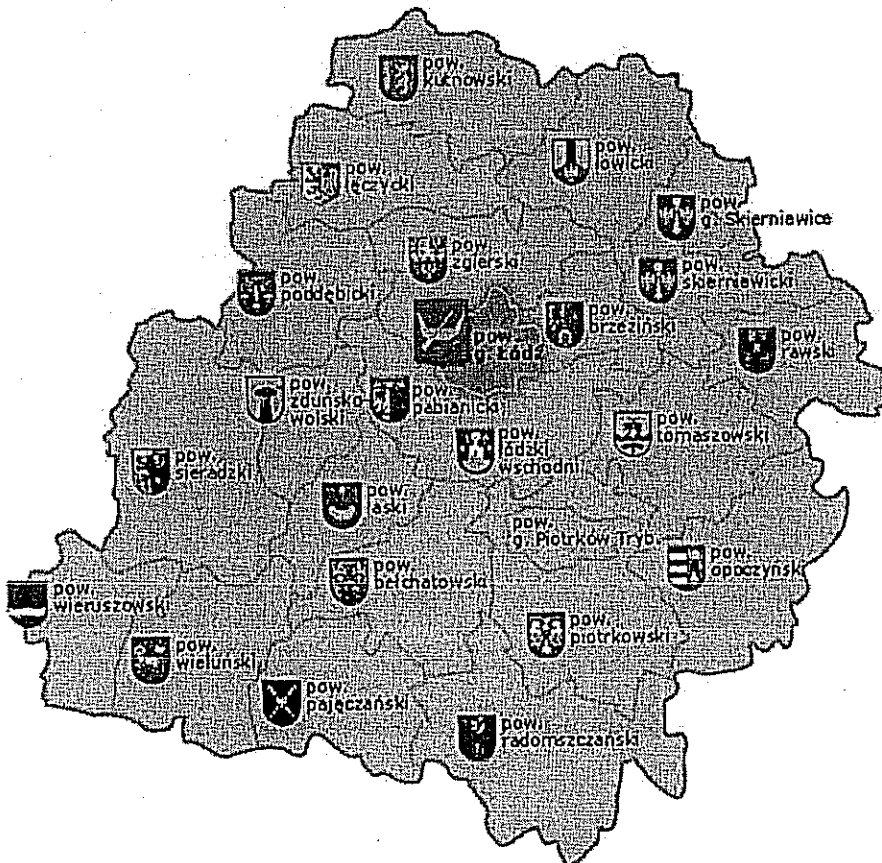 pow.
kutnowski
pow.
łowicki
pow.
łęczycki
pow.
g. Skierniewice
pow.
zgierski
pow.
skierniewicki
pow.
poddębicki
pow.
brzeziński
pow.
g. Łódź
pow.
rawski
pow.
zduńsko
wolski
pow.
pabianicki
pow.
tomaszowski
pow.
łódzki
wschodni
pow.
sieradzki
pow.
łaski
pow.
g. Piotrków Tryb.
pow.
opoczyński
pow.
bełchatowski
pow.
wieruszowski
pow.
piotrkowski
pow.
wieluński
pow.
pajęczański
pow.
radomszczański